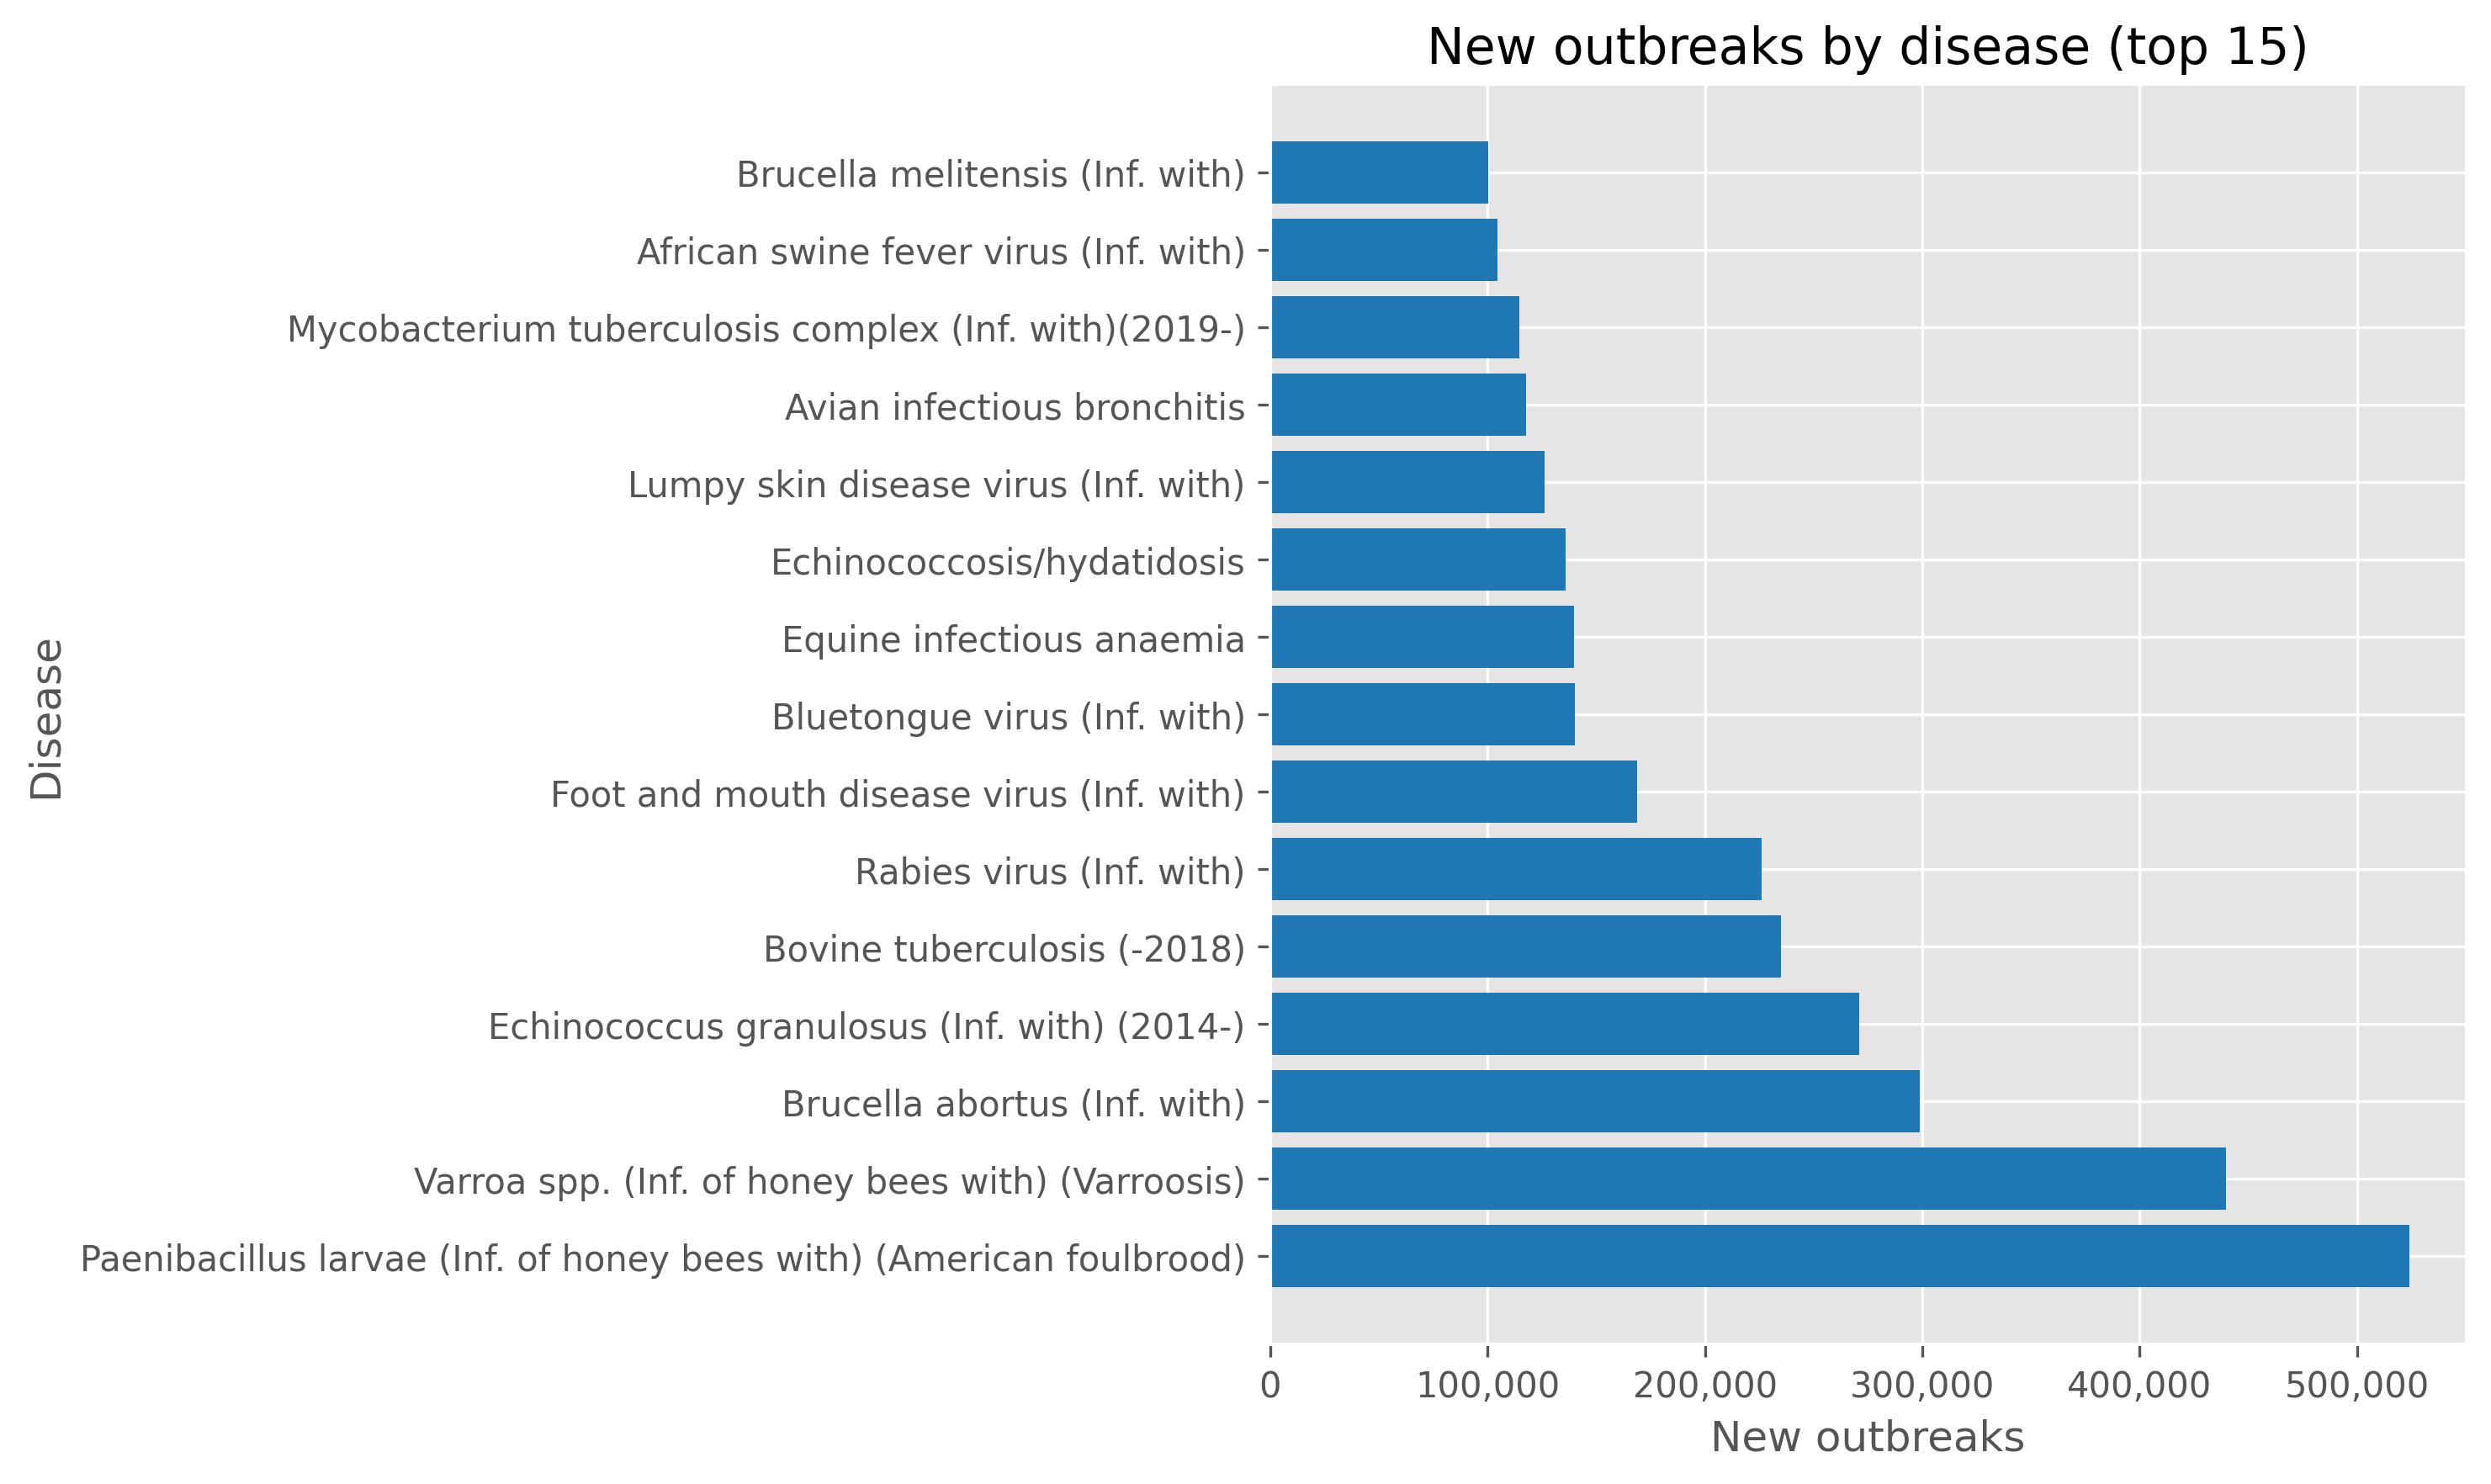 New outbreaks by disease (top 15)
Brucella melitensis (Inf. with)
African swine fever virus (Inf. with)
Mycobacterium tuberculosis complex (Inf. with)(2019-)
Avian infectious bronchitis
Lumpy skin disease virus (Inf. with)
Echinococcosis/hydatidosis
Equine infectious anaemia
Bluetongue virus (Inf. with)
Foot and mouth disease virus (Inf. with)
Rabies virus (Inf. with)
Bovine tuberculosis (-2018)
Echinococcus granulosus (Inf. with) (2014-)
Brucella abortus (Inf. with)
Varroa spp. (Inf. of honey bees with) (Varroosis)
Paenibacillus larvae (Inf. of honey bees with) (American foulbrood)
Disease
0 100,000 200,000 300,000 400,000 500,000
New outbreaks